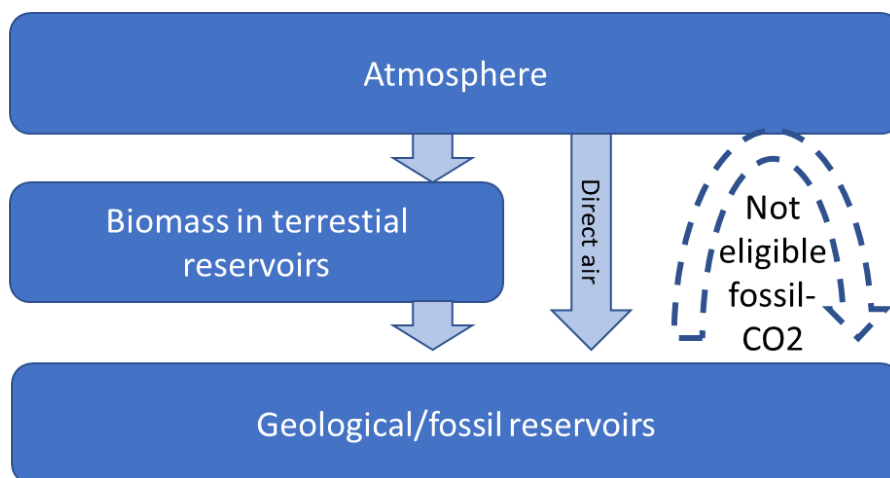 Atmosphere
Biomass in terrestial
reservoirs
Direct air
Not
eligible
fossil-
CO2
Geological/fossil reservoirs